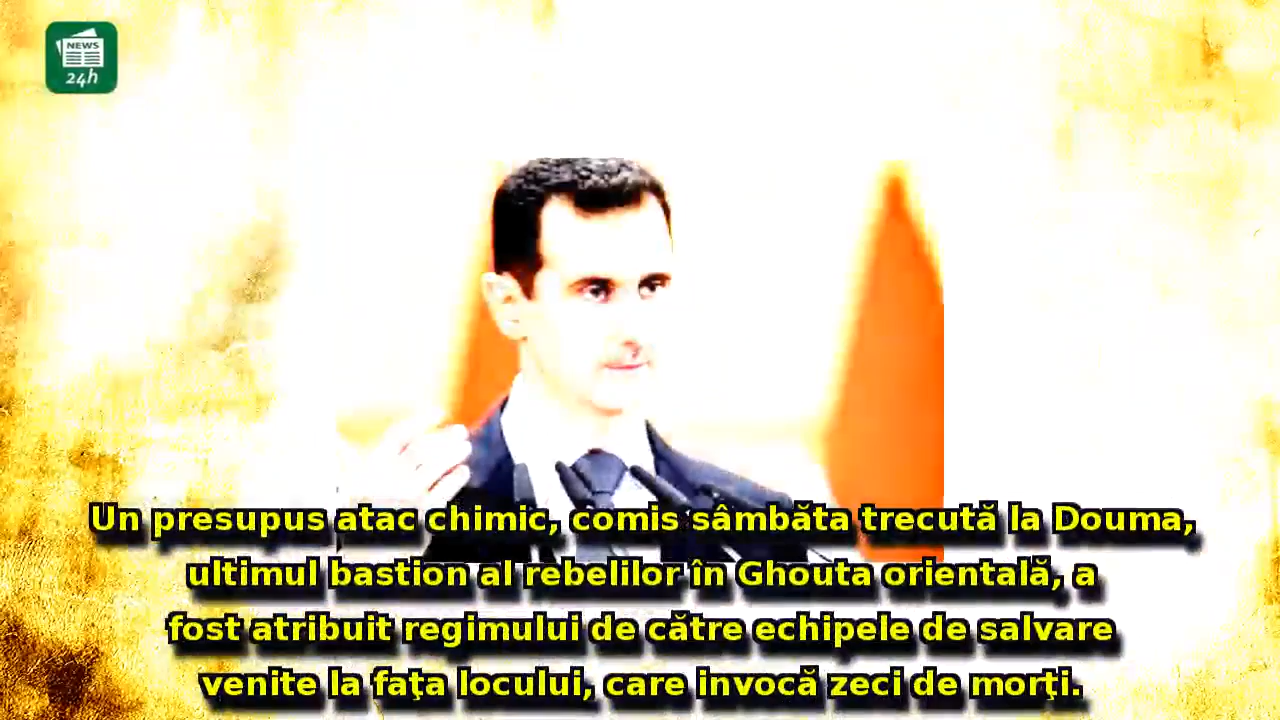 NEWS
24h
Un presupus atac chimic, comis sâmbăta trecută la Douma,
ultimul bastion al rebelilor în Ghouta orientală, a
fost atribuit regimului de către echipele de salvare
venite la faţa locului, care invocă zeci de morţi.